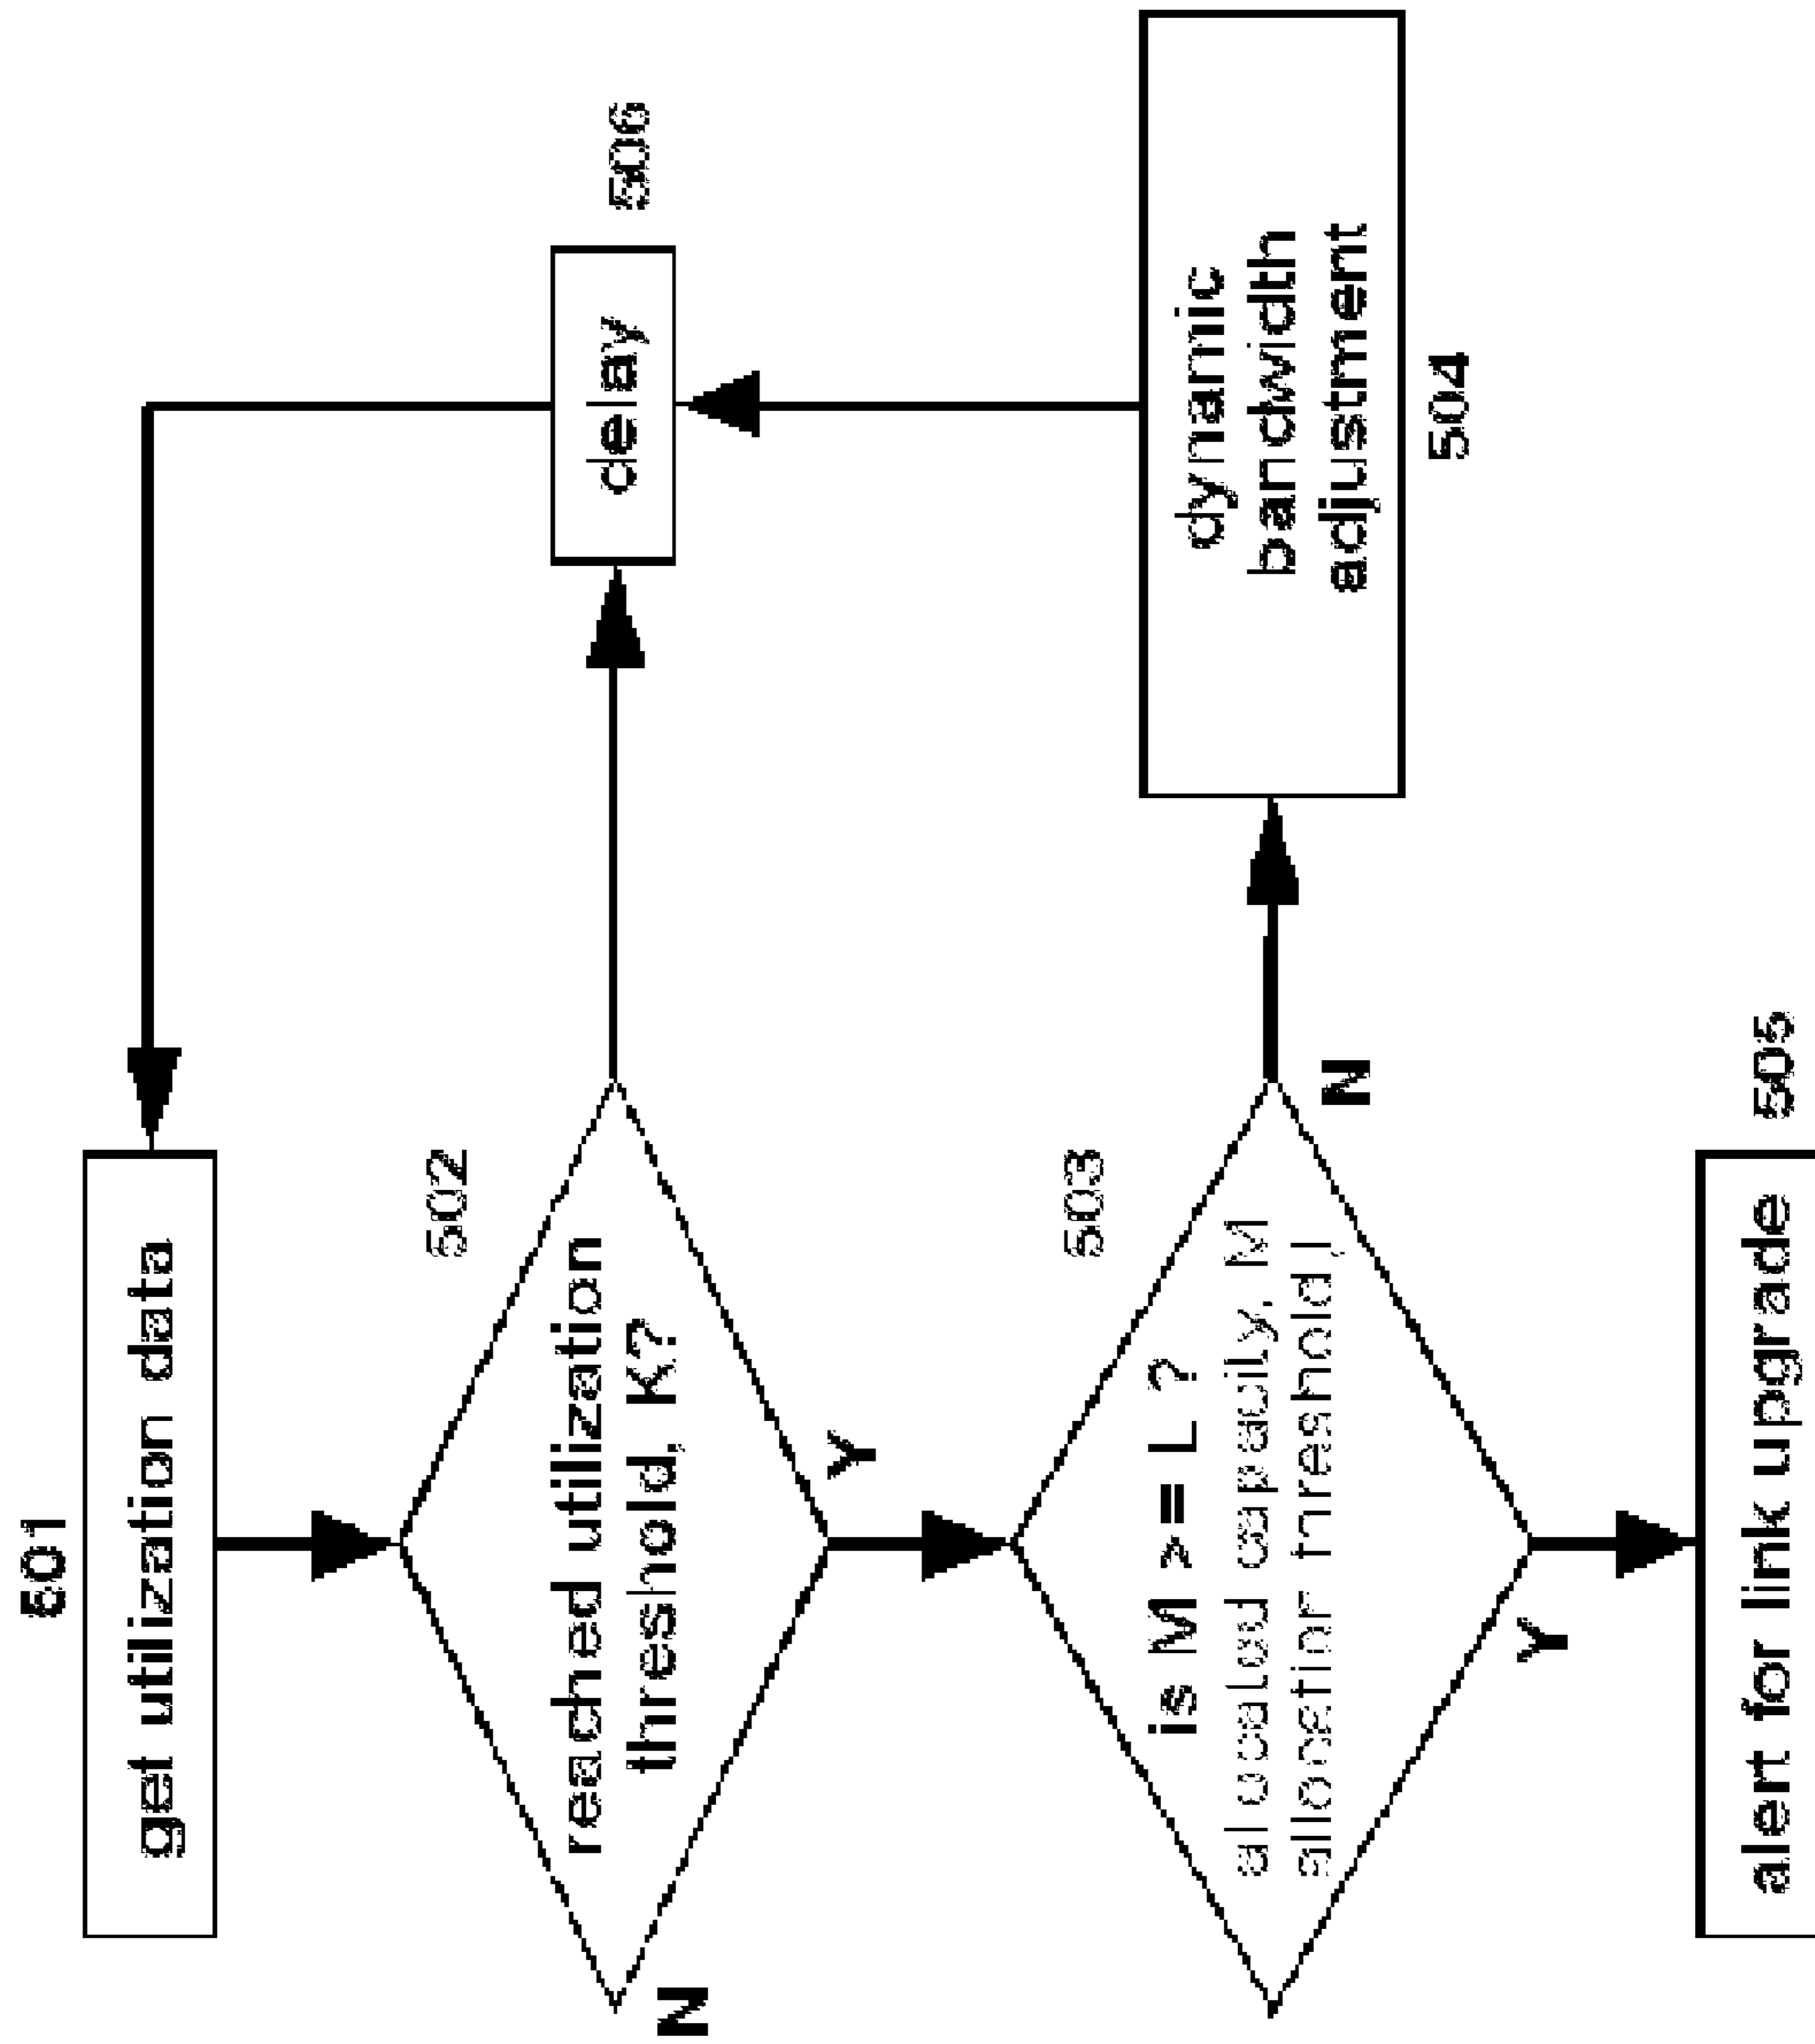 501
get utilization data
502
reached utilization
threshold, K?
N
Y
delay
506
503
is M >= L ?
allocated capacity, M
allocation threshold,
N
Y
dynamic
bandwidth
adjustment
504
alert for link upgrade
505